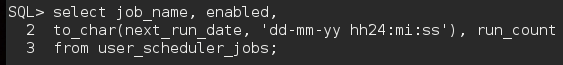 SQL> select job_name, enabled,
  2  to_char(next_run_date, 'dd-mm-yy hh24:mi:ss'), run_count
  3  from user_scheduler_jobs;